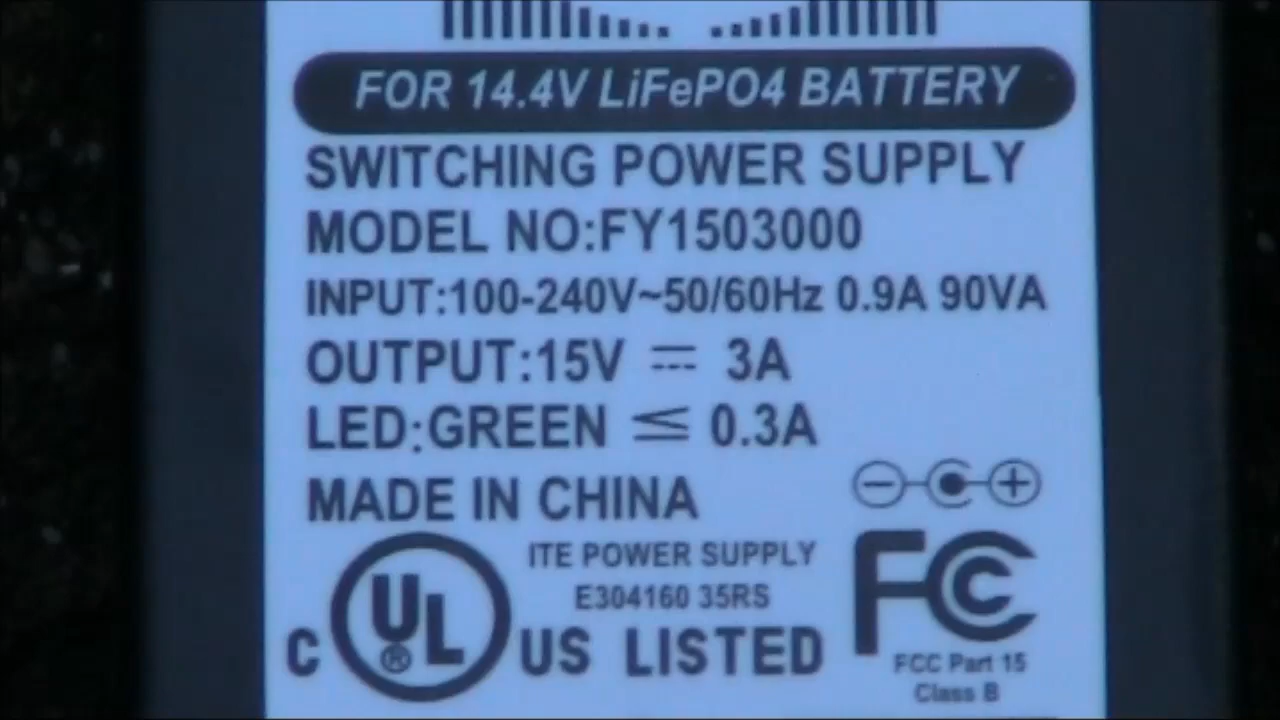 FOR 14.4V LiFePO4 BATTERY
SWITCHING POWER SUPPLY
MODEL NO:FY1503000
INPUT:100-240V~50/60Hz 0.9A 90VA
OUTPUT:15V ⎓ 3A
LED:GREEN ≦ 0.3A
MADE IN CHINA
ITE POWER SUPPLY
E304160 35RS
C UL ® US LISTED
FC
FCC Part 15
Class B